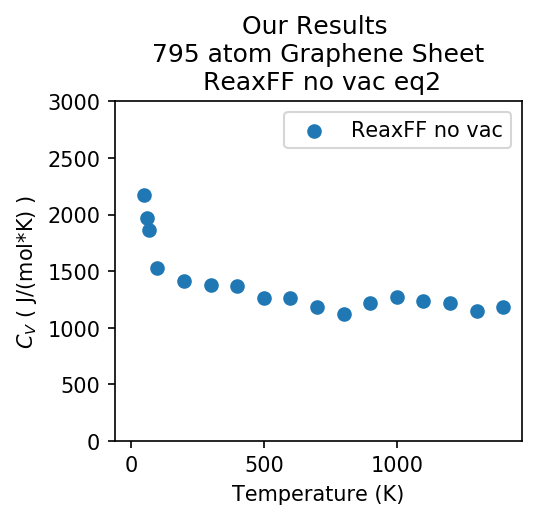 Our Results
795 atom Graphene Sheet
ReaxFF no vac eq2
3000
ReaxFF no vac
2500
2000
1500
1000
500
0
C_V ( J/(mol*K) )
0 500 1000
Temperature (K)